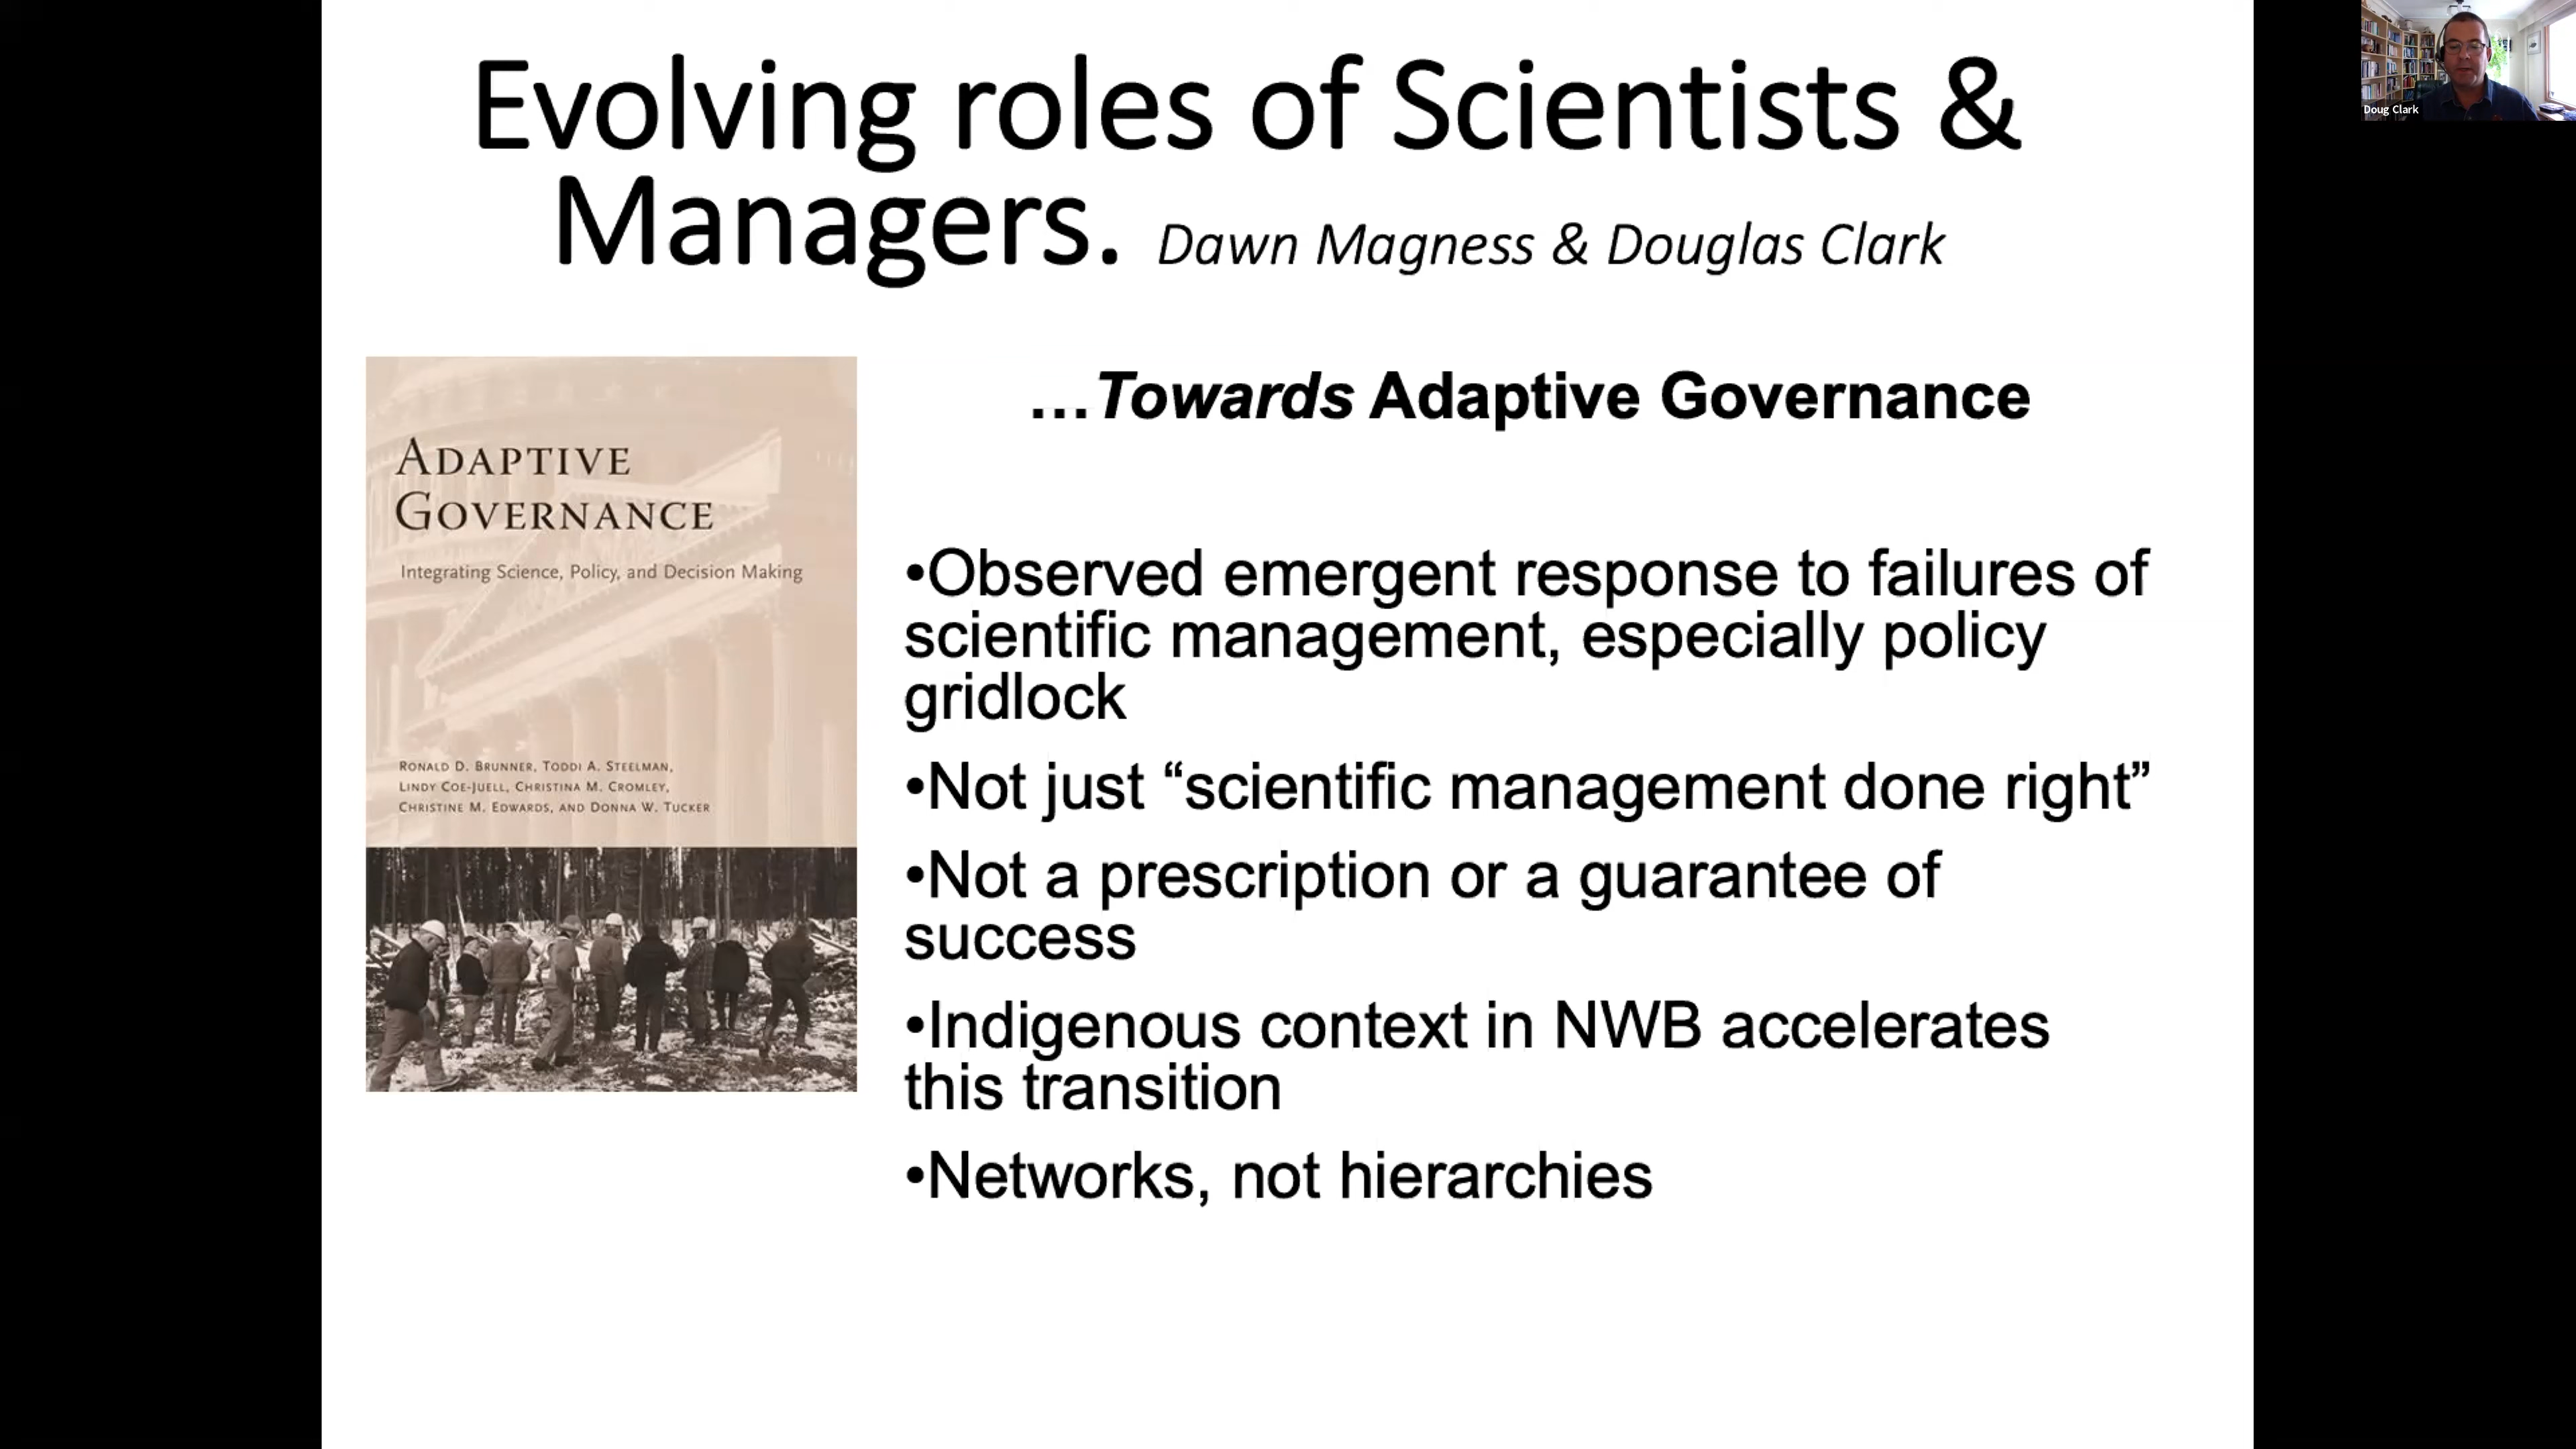 Evolving roles of Scientists &
Managers. Dawn Magness & Douglas Clark
Doug Clark
ADAPTIVE
GOVERNANCE
Integrating Science, Policy, and Decision Making
RONALD D. BRUNNER, TODDI A. STEELMAN,
LINDY COE-JUELL, CHRISTINA M. CROMLEY,
CHRISTINE M. EDWARDS, AND DONNA W. TUCKER
...Towards Adaptive Governance
•Observed emergent response to failures of
scientific management, especially policy
gridlock
•Not just “scientific management done right”
•Not a prescription or a guarantee of
success
•Indigenous context in NWB accelerates
this transition
•Networks, not hierarchies